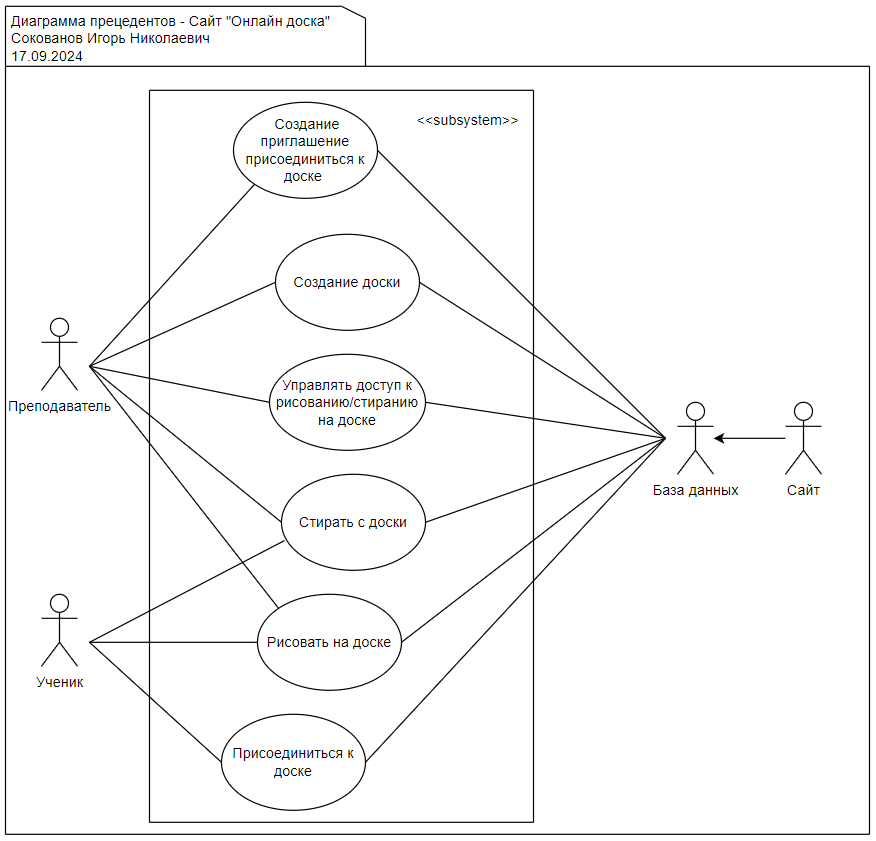 Диаграмма прецедентов - Сайт "Онлайн доска"
Сокованов Игорь Николаевич
17.09.2024
<<subsystem>>
Создание
приглашение
присоединиться к
доске
Создание доски
Управлять доступ к
рисованию/стиранию
на доске
Преподаватель
База данных
Сайт
Стирать с доски
Рисовать на доске
Ученик
Присоединиться к
доске